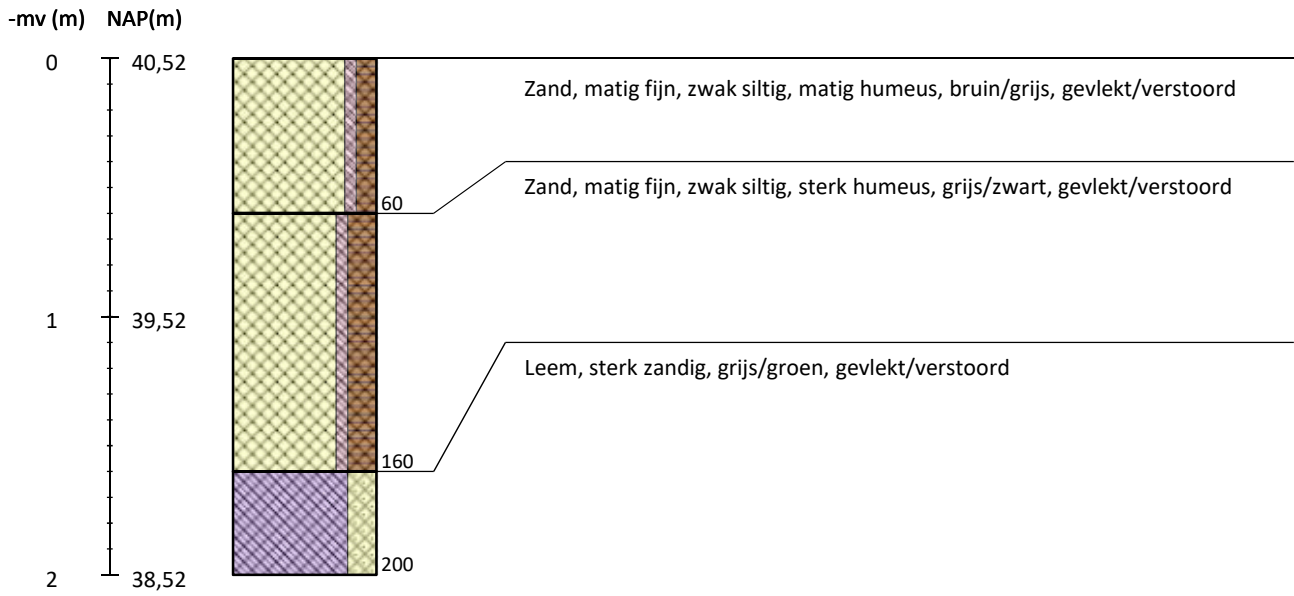 -mv (m) NAP(m)
0 40,52
Zand, matig fijn, zwak siltig, matig humeus, bruin/grijs, gevlekt/verstoord
Zand, matig fijn, zwak siltig, sterk humeus, grijs/zwart, gevlekt/verstoord
60
1 39,52
Leem, sterk zandig, grijs/groen, gevlekt/verstoord
160
200
2 38,52